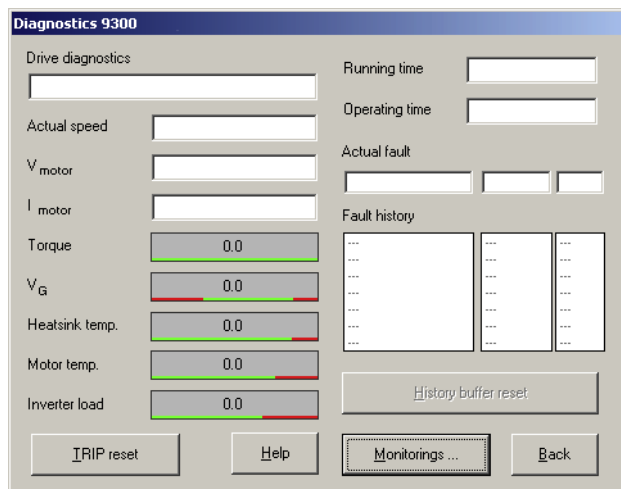 Diagnostics 9300
Drive diagnostics
Actual speed
V motor
I motor
Torque 0.0
VG 0.0
Heatsink temp. 0.0
Motor temp. 0.0
Inverter load 0.0
TRIP reset
Help
Running time
Operating time
Actual fault
Fault history
--- --- ---
--- --- ---
--- --- ---
--- --- ---
--- --- ---
--- --- ---
--- --- ---
History buffer reset
Monitorings ...
Back